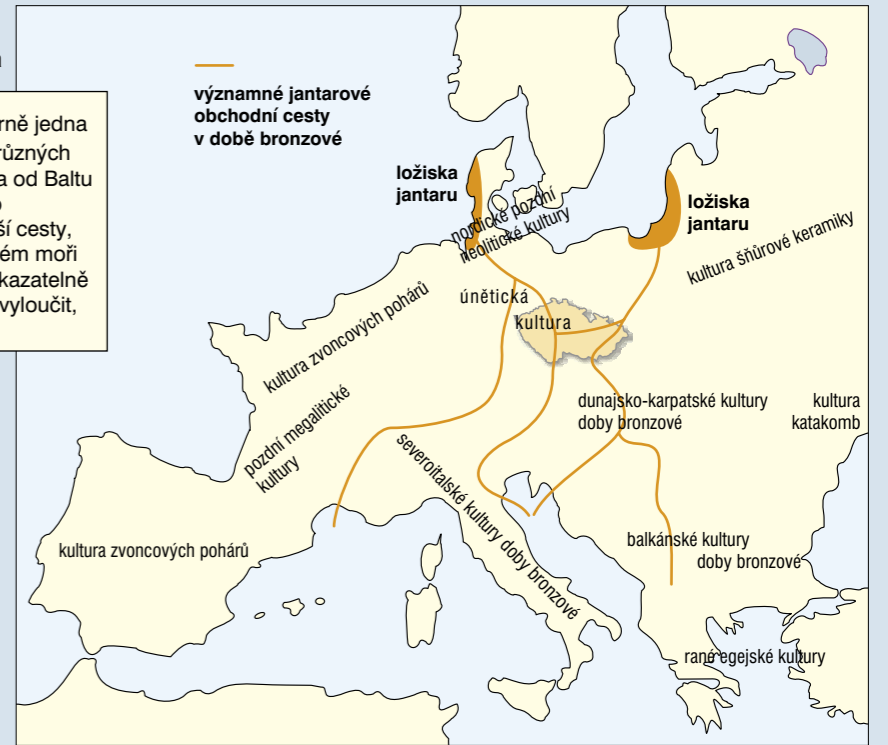 rně jedna
různých
a od Baltu
ší cesty,
ém moři
kazatelně
vyloučit,
významné jantarové
obchodní cesty
v době bronzové
ložiska
jantaru
nordické pozdní
neolitické kultury
ložiska
jantaru
kultura šňůrové keramiky
únětická
kultura
kultura zvoncových pohárů
pozdní megalitické
kultury
dunajsko-karpatské kultury
doby bronzové
kultura
katakomb
severoitalské kultury doby bronzové
kultura zvoncových pohárů
balkánské kultury
doby bronzové
rané egejské kultury